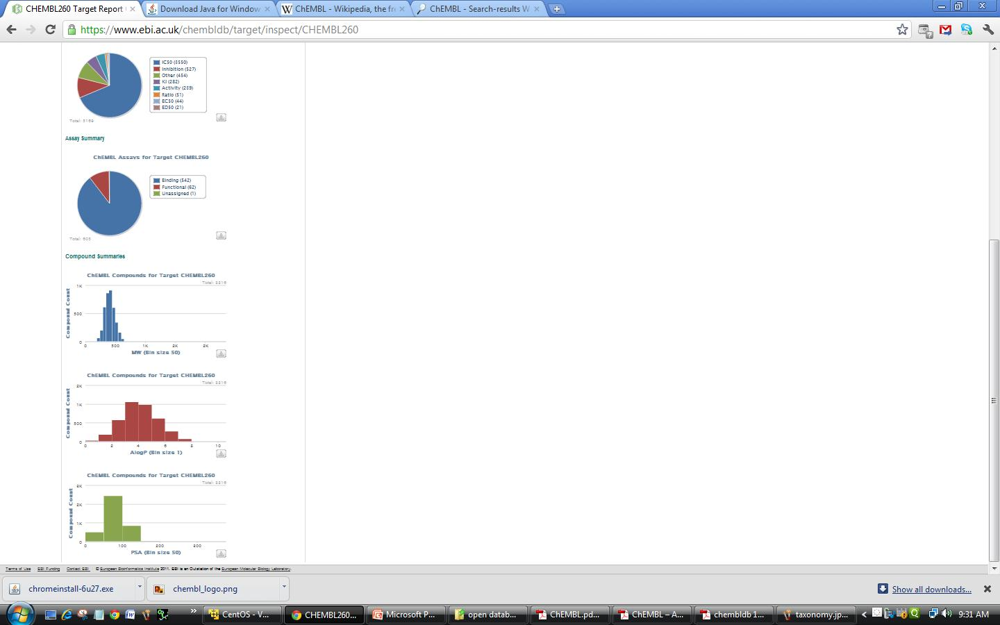 CHEMBL260 Target Report
Download Java for Window
ChEMBL - Wikipedia, the fr
ChEMBL - Search-results W
https://www.ebi.ac.uk/chembldb/target/inspect/CHEMBL260
IC50 (3550)
Inhibition (527)
Other (454)
Ki (282)
Activity (239)
Ratio (51)
EC50 (44)
ED50 (21)
Total: 5169
Assay Summary
ChEMBL Assays for Target CHEMBL260
Binding (542)
Functional (62)
Unassigned (1)
Total: 605
Compound Summaries
ChEMBL Compounds for Target CHEMBL260
Total: 3316
Compound Count
1K
500
0
0 500 1K 2K 2K
MW (Bin size 50)
ChEMBL Compounds for Target CHEMBL260
Total: 3316
Compound Count
2K
1K
500
0
0 2 4 6 8 10
AlogP (Bin size 1)
ChEMBL Compounds for Target CHEMBL260
Total: 3316
Compound Count
2K
1K
0
0 100 200 300
PSA (Bin size 50)
Terms of Use EBI Funding Contact EBI © European Bioinformatics Institute 2011. EBI is an Outstation of the European Molecular Biology Laboratory.
chromeinstall-6u27.exe
chembl_logo.png
Show all downloads...
CentOS - V...
CHEMBL260...
Microsoft P...
open datab...
ChEMBL.pd...
ChEMBL – A...
chembldb 1...
taxonomy.jp...
9:31 AM